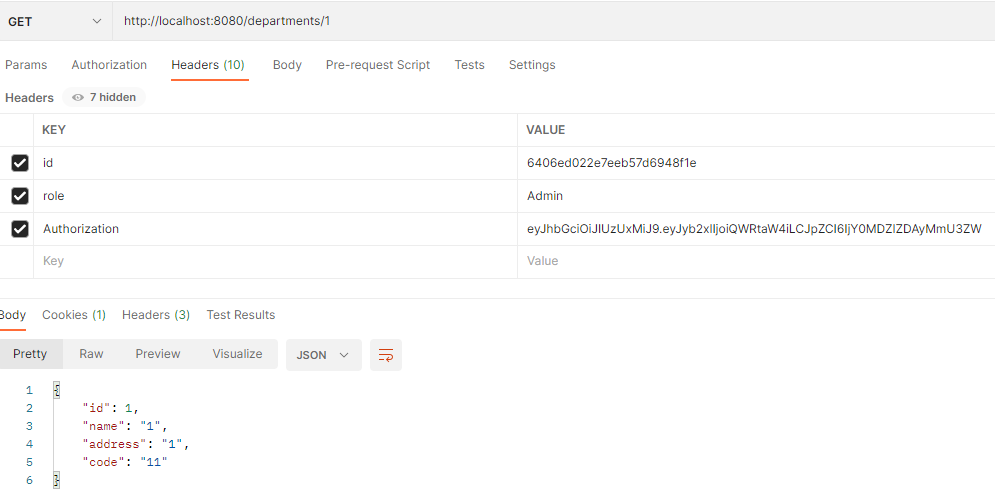 GET http://localhost:8080/departments/1
Params Authorization Headers (10) Body Pre-request Script Tests Settings
Headers 7 hidden
KEY VALUE
id 6406ed022e7eeb57d6948f1e
role Admin
Authorization eyJhbGciOiJIUzUxMiJ9.eyJyb2xlIjoiQWRtaW4iLCJpZCI6IjY0MDZlZDAyMmU3ZW
Key Value
Body Cookies (1) Headers (3) Test Results
Pretty Raw Preview Visualize JSON
1 {
2 "id": 1,
3 "name": "1",
4 "address": "1",
5 "code": "11"
6 }